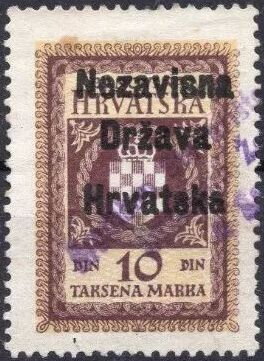 Nezavisna
HRVATSKA
Država
Hrvatska
DIN 10 DIN
TAKSENA MARKA